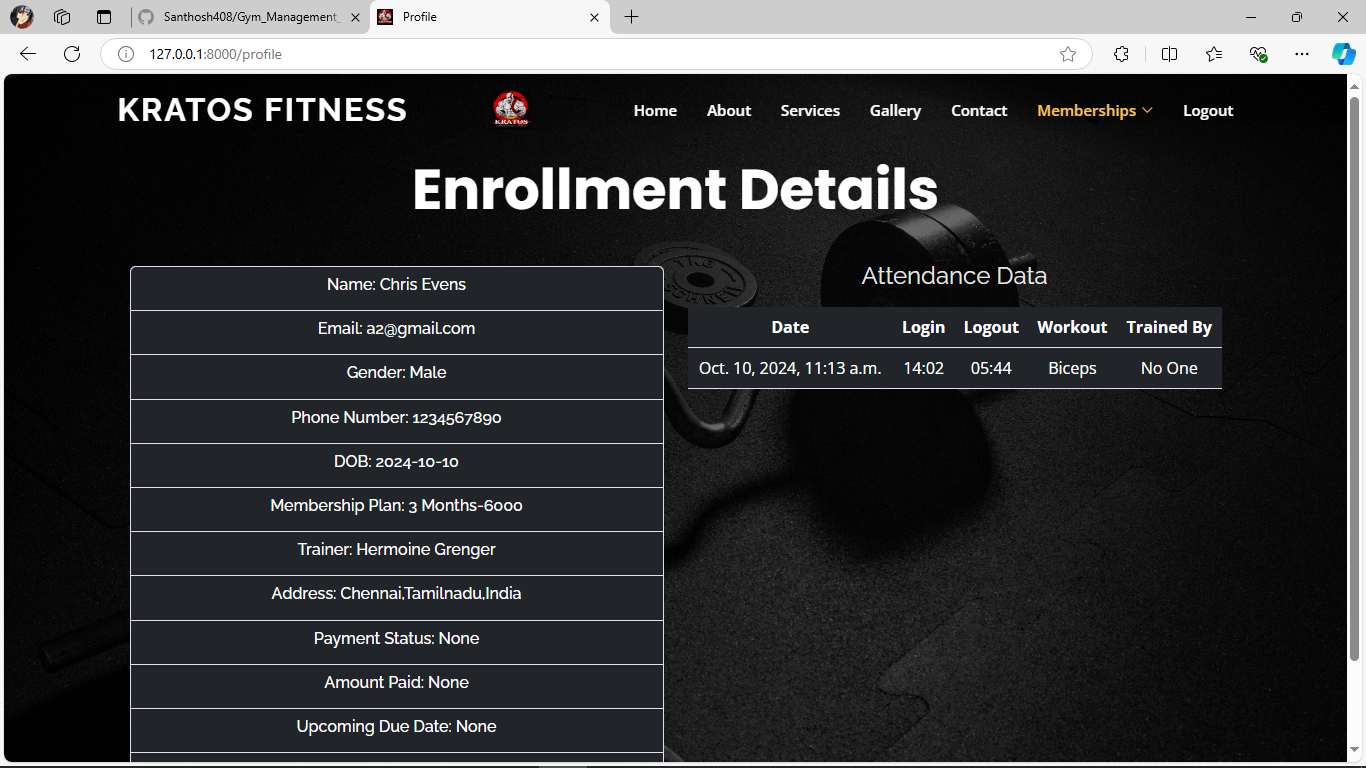 Santhosh408/Gym_Management_
Profile
127.0.0.1:8000/profile
KRATOS FITNESS
KRATOS
Home About Services Gallery Contact Memberships Logout
Enrollment Details
Name: Chris Evens
Email: a2@gmail.com
Gender: Male
Phone Number: 1234567890
DOB: 2024-10-10
Membership Plan: 3 Months-6000
Trainer: Hermoine Grenger
Address: Chennai,Tamilnadu,India
Payment Status: None
Amount Paid: None
Upcoming Due Date: None
Attendance Data
Date Login Logout Workout Trained By
Oct. 10, 2024, 11:13 a.m. 14:02 05:44 Biceps No One